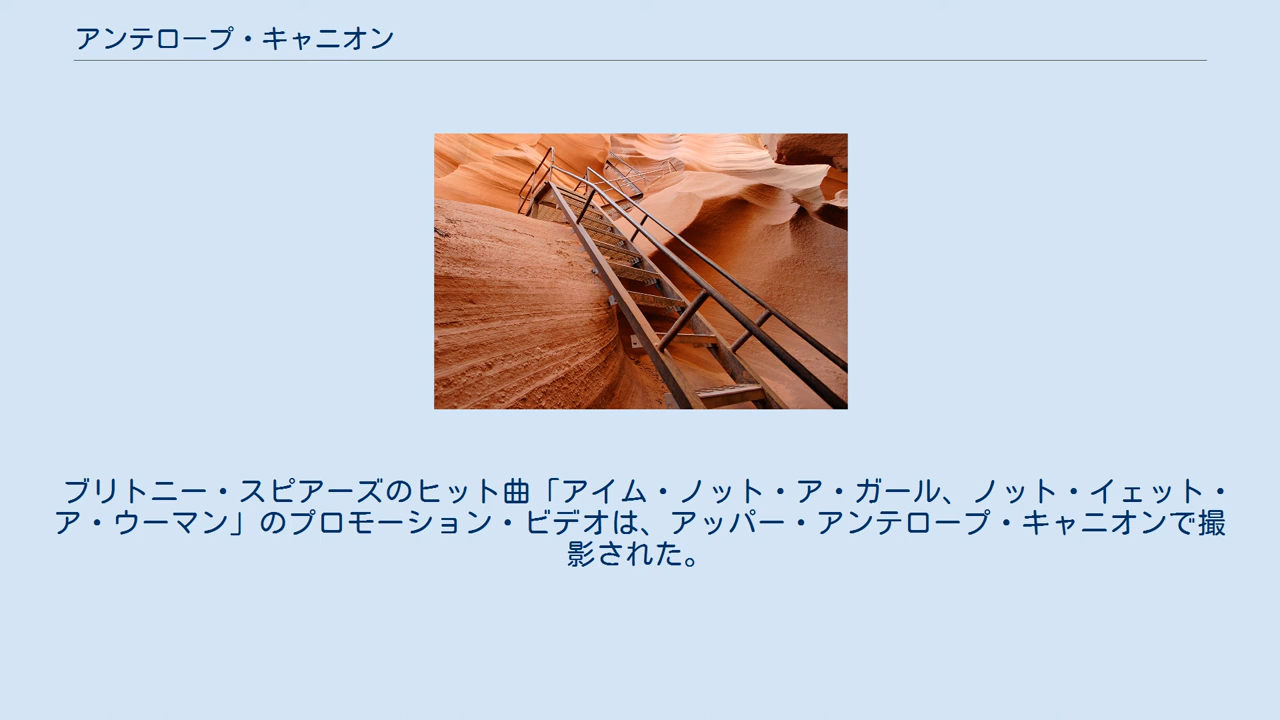 アンテロープ・キャニオン
ブリトニー・スピアーズのヒット曲「アイム・ノット・ア・ガール、ノット・イェット・
ア・ウーマン」のプロモーション・ビデオは、アッパー・アンテロープ・キャニオンで撮
影された。